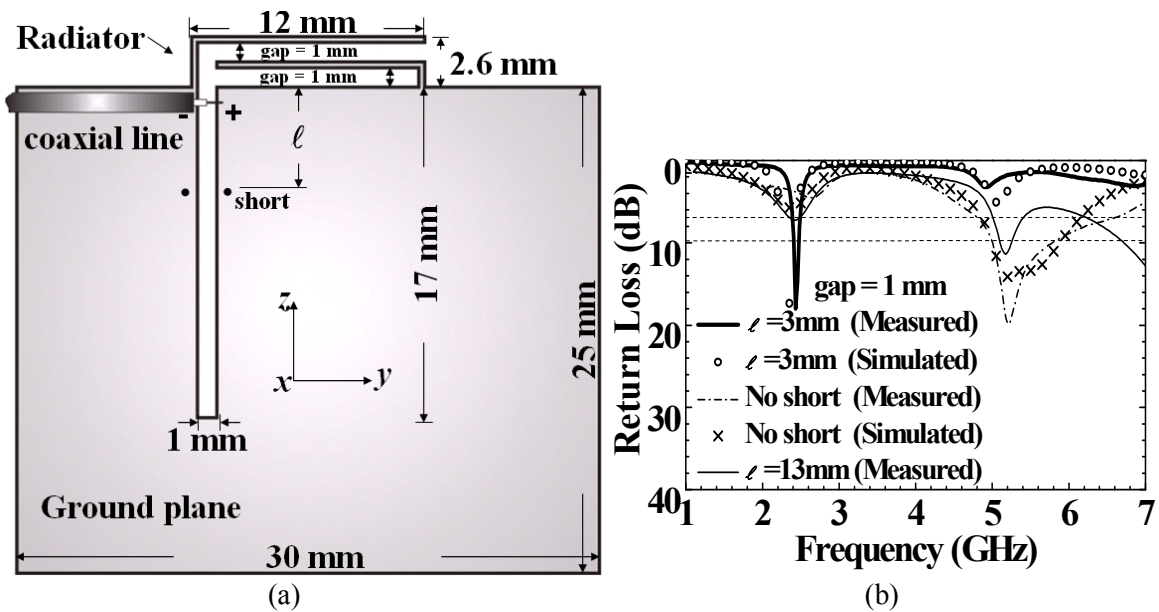 12 mm
Radiator
gap = 1 mm
2.6 mm
gap = 1 mm
- +
coaxial line
ℓ
short
17 mm
z
x y
25 mm
1 mm
Ground plane
30 mm
(a)
0
10
20
30
40
Return Loss (dB)
gap = 1 mm
ℓ =3mm (Measured)
ℓ =3mm (Simulated)
No short (Measured)
No short (Simulated)
ℓ =13mm (Measured)
1 2 3 4 5 6 7
Frequency (GHz)
(b)